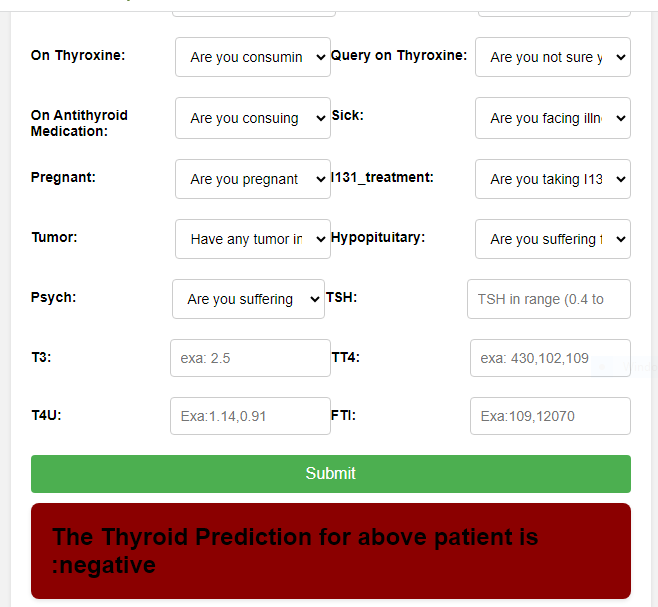 On Thyroxine: Are you consumin Query on Thyroxine: Are you not sure y
On Antithyroid Are you consuing Sick: Are you facing illn
Medication:
Pregnant: Are you pregnant I131_treatment: Are you taking I13
Tumor: Have any tumor in Hypopituitary: Are you suffering f
Psych: Are you suffering TSH: TSH in range (0.4 to
T3: exa: 2.5 TT4: exa: 430,102,109
T4U: Exa:1.14,0.91 FTI: Exa:109,12070
Submit
The Thyroid Prediction for above patient is
:negative